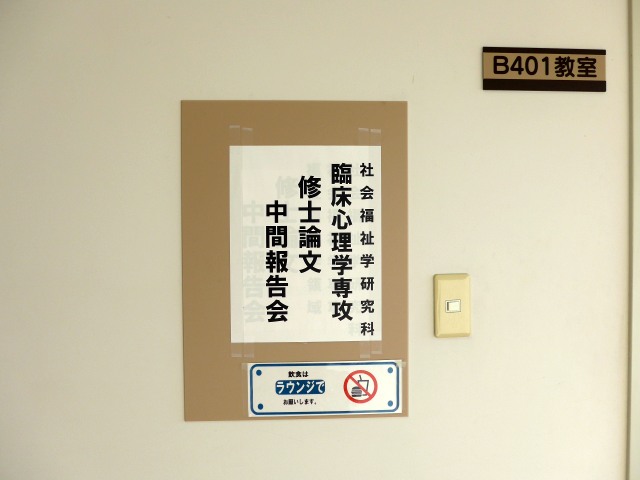 B401教室
社会福祉学研究科
臨床心理学専攻
修士論文
中間報告会
飲食は
ラウンジで
お願いします。